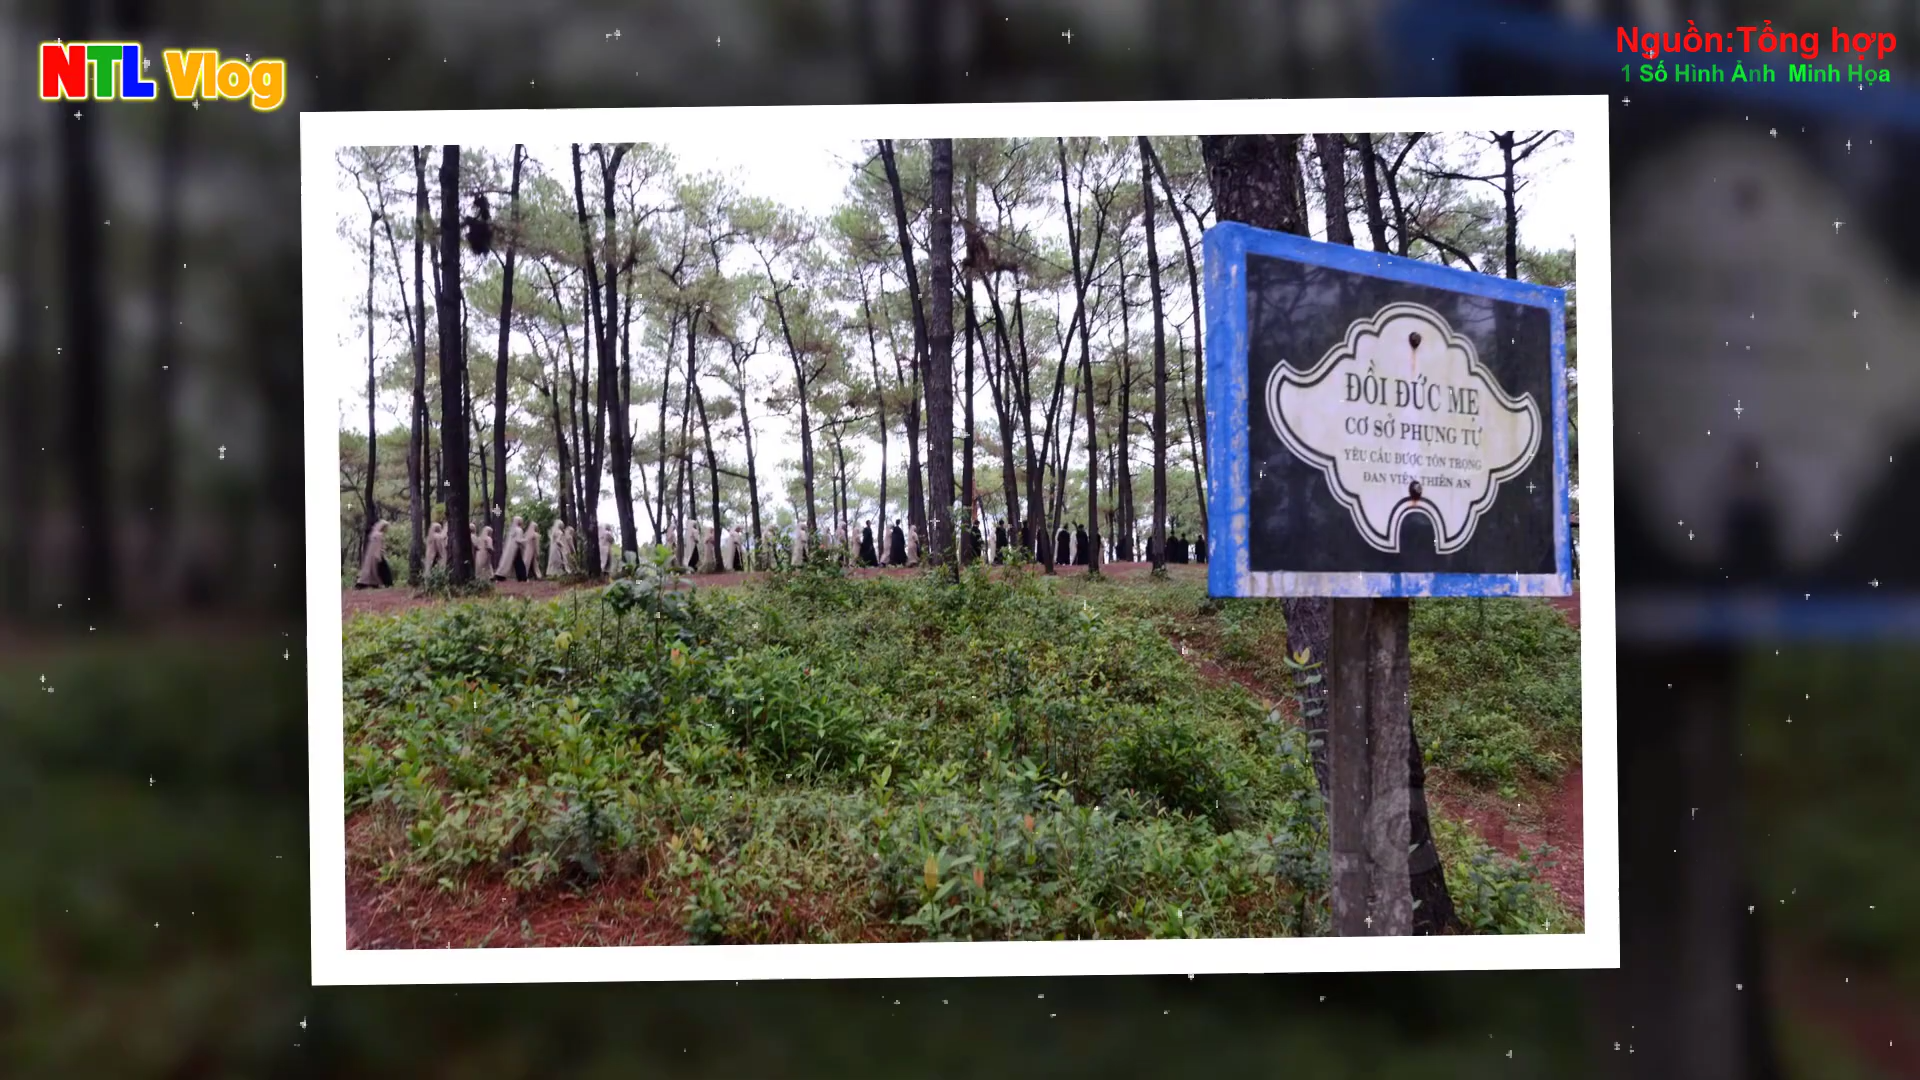 NTL Vlog
Nguồn:Tổng hợp
1 Số Hình Ảnh Minh Họa
ĐỒI ĐỨC MẸ
CƠ SỞ PHỤNG TỰ
YÊU CẦU ĐƯỢC TÔN TRỌNG
ĐAN VIỆN THIÊN AN